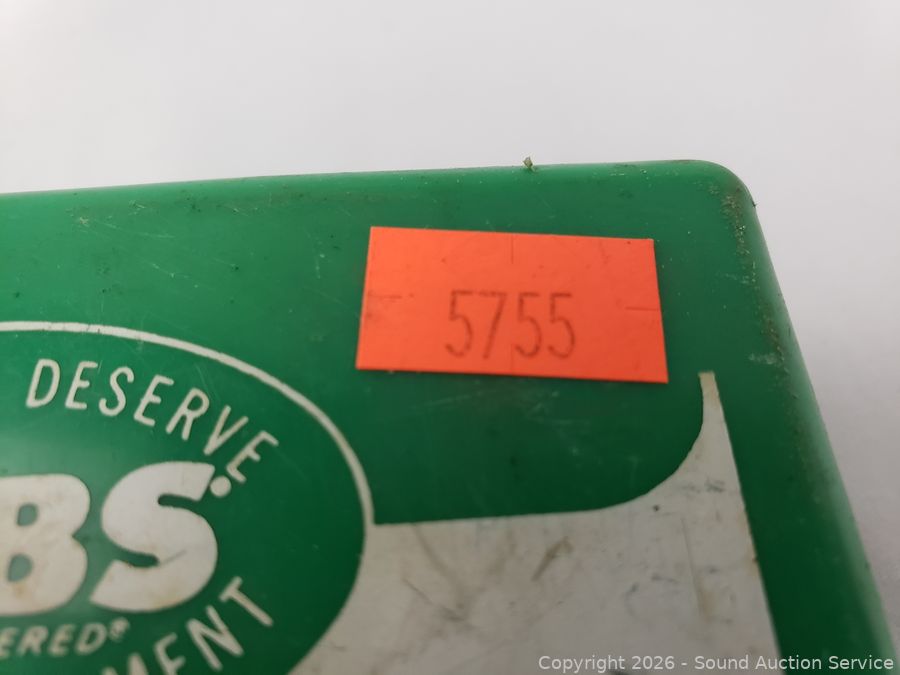 5755
DESERVE
BS
ERED®
MENT
Copyright 2026 - Sound Auction Service